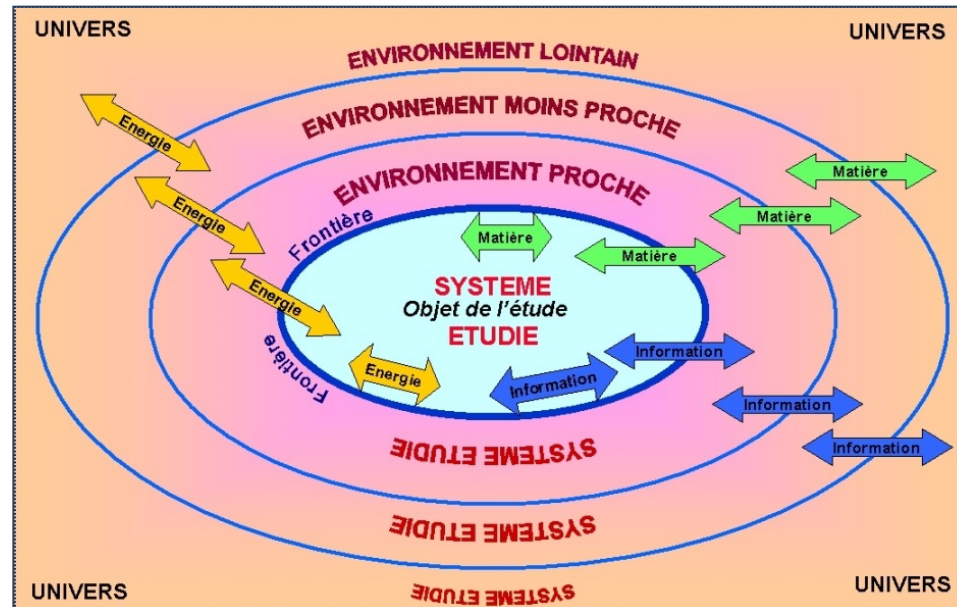 UNIVERS
UNIVERS
ENVIRONNEMENT LOINTAIN
ENVIRONNEMENT MOINS PROCHE
ENVIRONNEMENT PROCHE
Energie
Energie
Energie
Energie
Matière
Matière
Matière
Matière
Frontière
Frontière
SYSTEME
Objet de l'étude
ETUDIE
Information
Information
Information
Information
SYSTEME ETUDIE
SYSTEME ETUDIE
SYSTEME ETUDIE
UNIVERS
UNIVERS